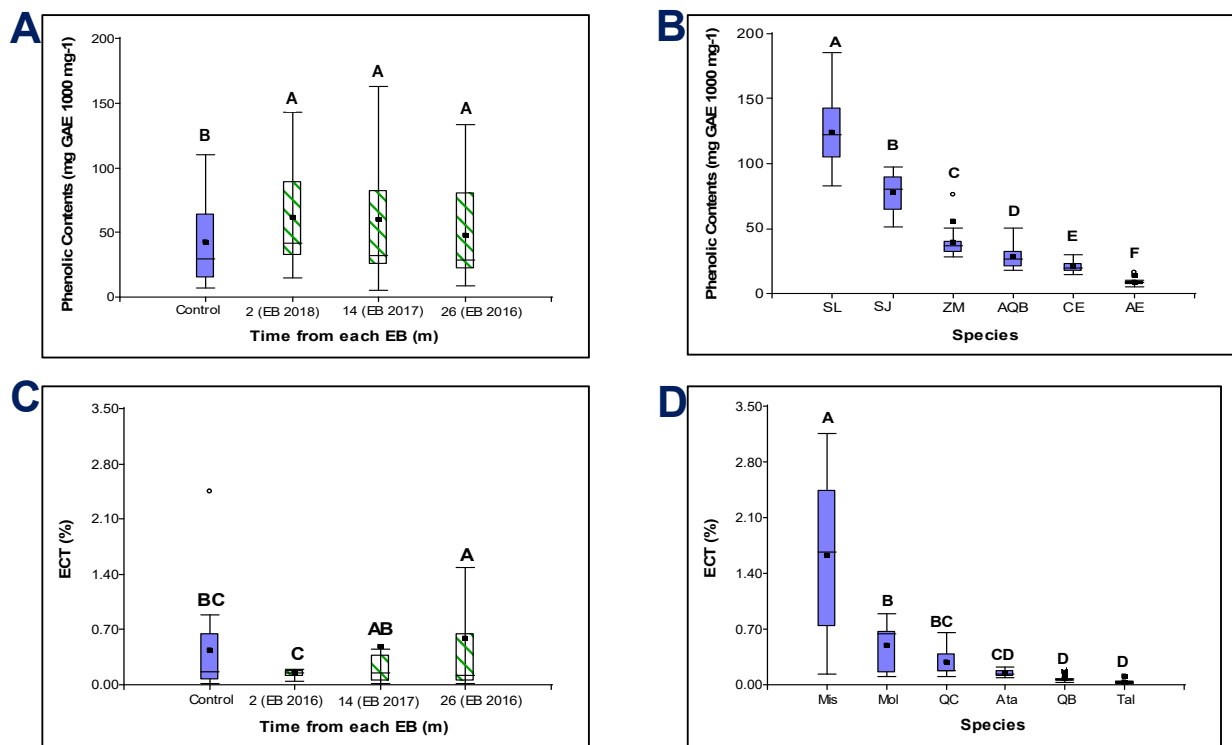 A
Phenolic Contents (mg GAE 1000 mg-1)
200
150
100
50
0
B
A
A
A
Control
2 (EB 2018)
14 (EB 2017)
26 (EB 2016)
Time from each EB (m)
B
Phenolic Contents (mg GAE 1000 mg-1)
200
150
100
50
0
A
B
C
D
E
F
SL
SJ
ZM
AQB
CE
AE
Species
C
ECT (%)
3.50
2.80
2.10
1.40
0.70
0.00
BC
C
AB
A
Control
2 (EB 2016)
14 (EB 2017)
26 (EB 2016)
Time from each EB (m)
D
ECT (%)
3.50
2.80
2.10
1.40
0.70
0.00
A
B
BC
CD
D
D
Mis
Mol
QC
Ata
QB
Tal
Species